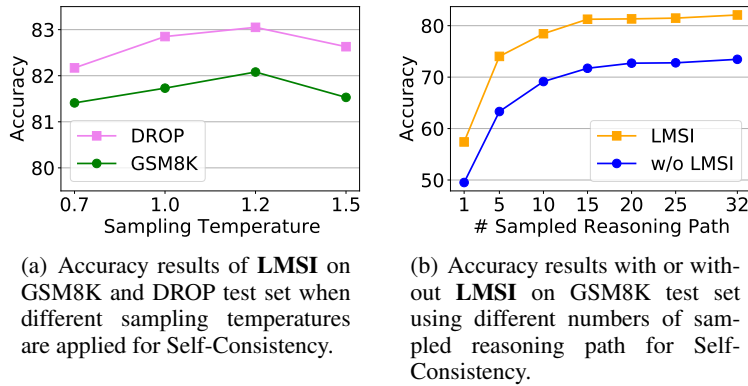 83
82
81
80
Accuracy
DROP
GSM8K
0.7 1.0 1.2 1.5
Sampling Temperature
(a) Accuracy results of LMSI on
GSM8K and DROP test set when
different sampling temperatures
are applied for Self-Consistency.
80
70
60
50
Accuracy
LMSI
w/o LMSI
1 5 10 15 20 25 32
# Sampled Reasoning Path
(b) Accuracy results with or with-
out LMSI on GSM8K test set
using different numbers of sam-
pled reasoning path for Self-
Consistency.